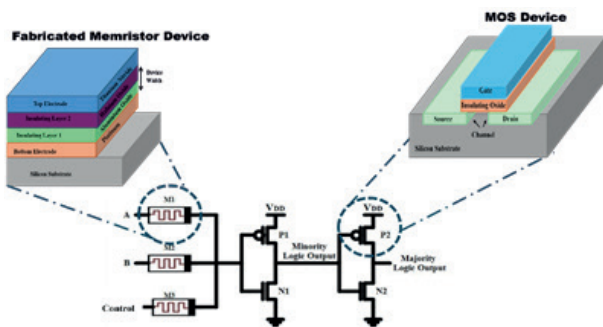 Fabricated Memristor Device
MOS Device
Device
Width
Top Electrode
Insulating Layer 2
Insulating Layer 1
Bottom Electrode
Silicon Substrate
Platinum
Gate
Insulating Oxide
Source
Drain
Channel
Silicon Substrate
M1
A
M2
B
M3
Control
VDD
P1
N1
Minority
Logic Output
VDD
P2
N2
Majority
Logic Output